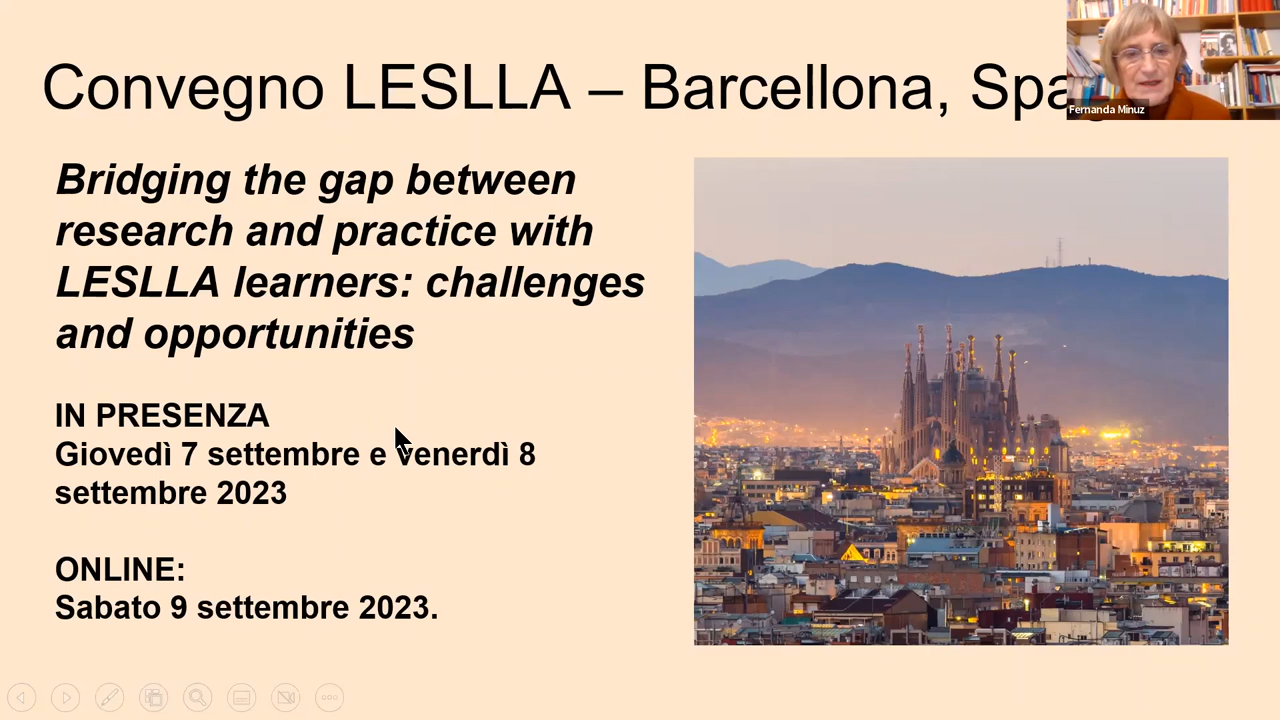 Convegno LESLLA – Barcellona, Spa
Fernanda Minuz
Bridging the gap between
research and practice with
LESLLA learners: challenges
and opportunities
IN PRESENZA
Giovedì 7 settembre e venerdì 8
settembre 2023
ONLINE:
Sabato 9 settembre 2023.